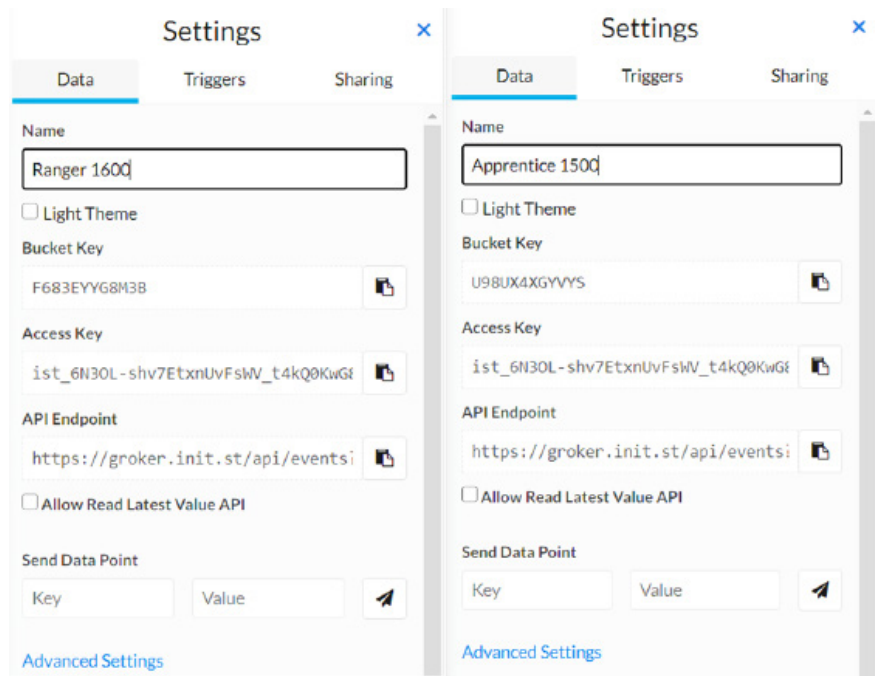 Settings
Data Triggers Sharing
Name
Ranger 1600
Light Theme
Bucket Key
F683EYYG8M3B
Access Key
ist_6N3OL-shv7EtxnUvFsWV_t4kQ0KwG8
API Endpoint
https://groker.init.st/api/events?
Allow Read Latest Value API
Send Data Point
Key Value
Advanced Settings
Settings
Data Triggers Sharing
Name
Apprentice 1500
Light Theme
Bucket Key
U98UX4XGYVYS
Access Key
ist_6N3OL-shv7EtxnUvFsWV_t4kQ0KwG8
API Endpoint
https://groker.init.st/api/events?
Allow Read Latest Value API
Send Data Point
Key Value
Advanced Settings